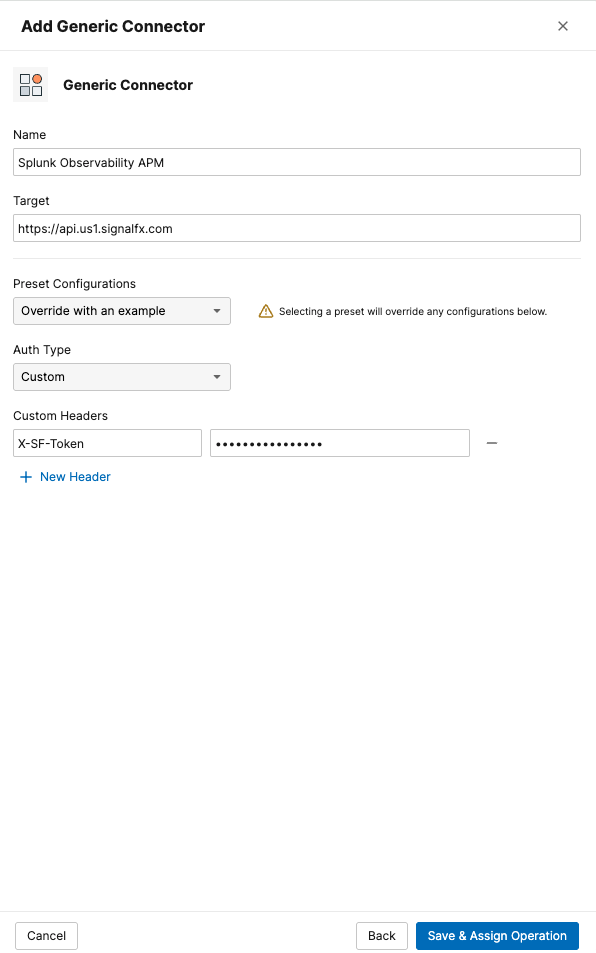 Add Generic Connector
Generic Connector
Name
Splunk Observability APM
Target
https://api.us1.signalfx.com
Preset Configurations
Override with an example
Selecting a preset will override any configurations below.
Auth Type
Custom
Custom Headers
X-SF-Token ••••••••••••••••
New Header
Cancel Back Save & Assign Operation